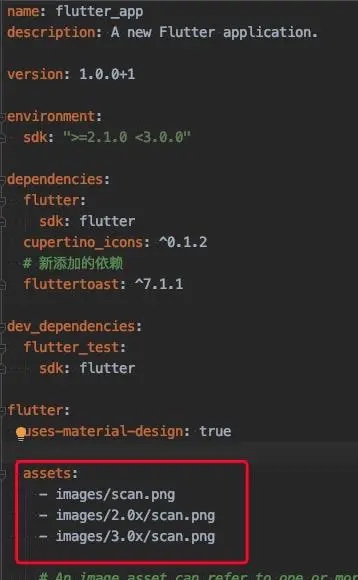 name: flutter_app
description: A new Flutter application.
version: 1.0.0+1
environment:
sdk: ">=2.1.0 <3.0.0"
dependencies:
flutter:
sdk: flutter
cupertino_icons: ^0.1.2
# 新添加的依赖
fluttertoast: ^7.1.1
dev_dependencies:
flutter_test:
sdk: flutter
flutter:
uses-material-design: true
assets:
- images/scan.png
- images/2.0x/scan.png
- images/3.0x/scan.png
# An image asset can refer to one or mor